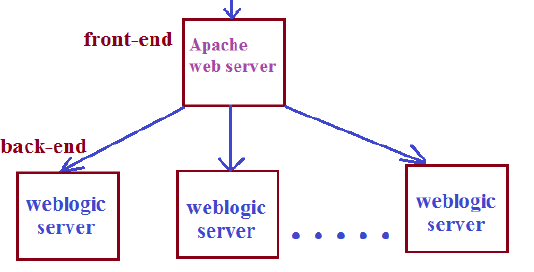 front-end
Apache
web server
back-end
weblogic
server
weblogic
server
weblogic
server